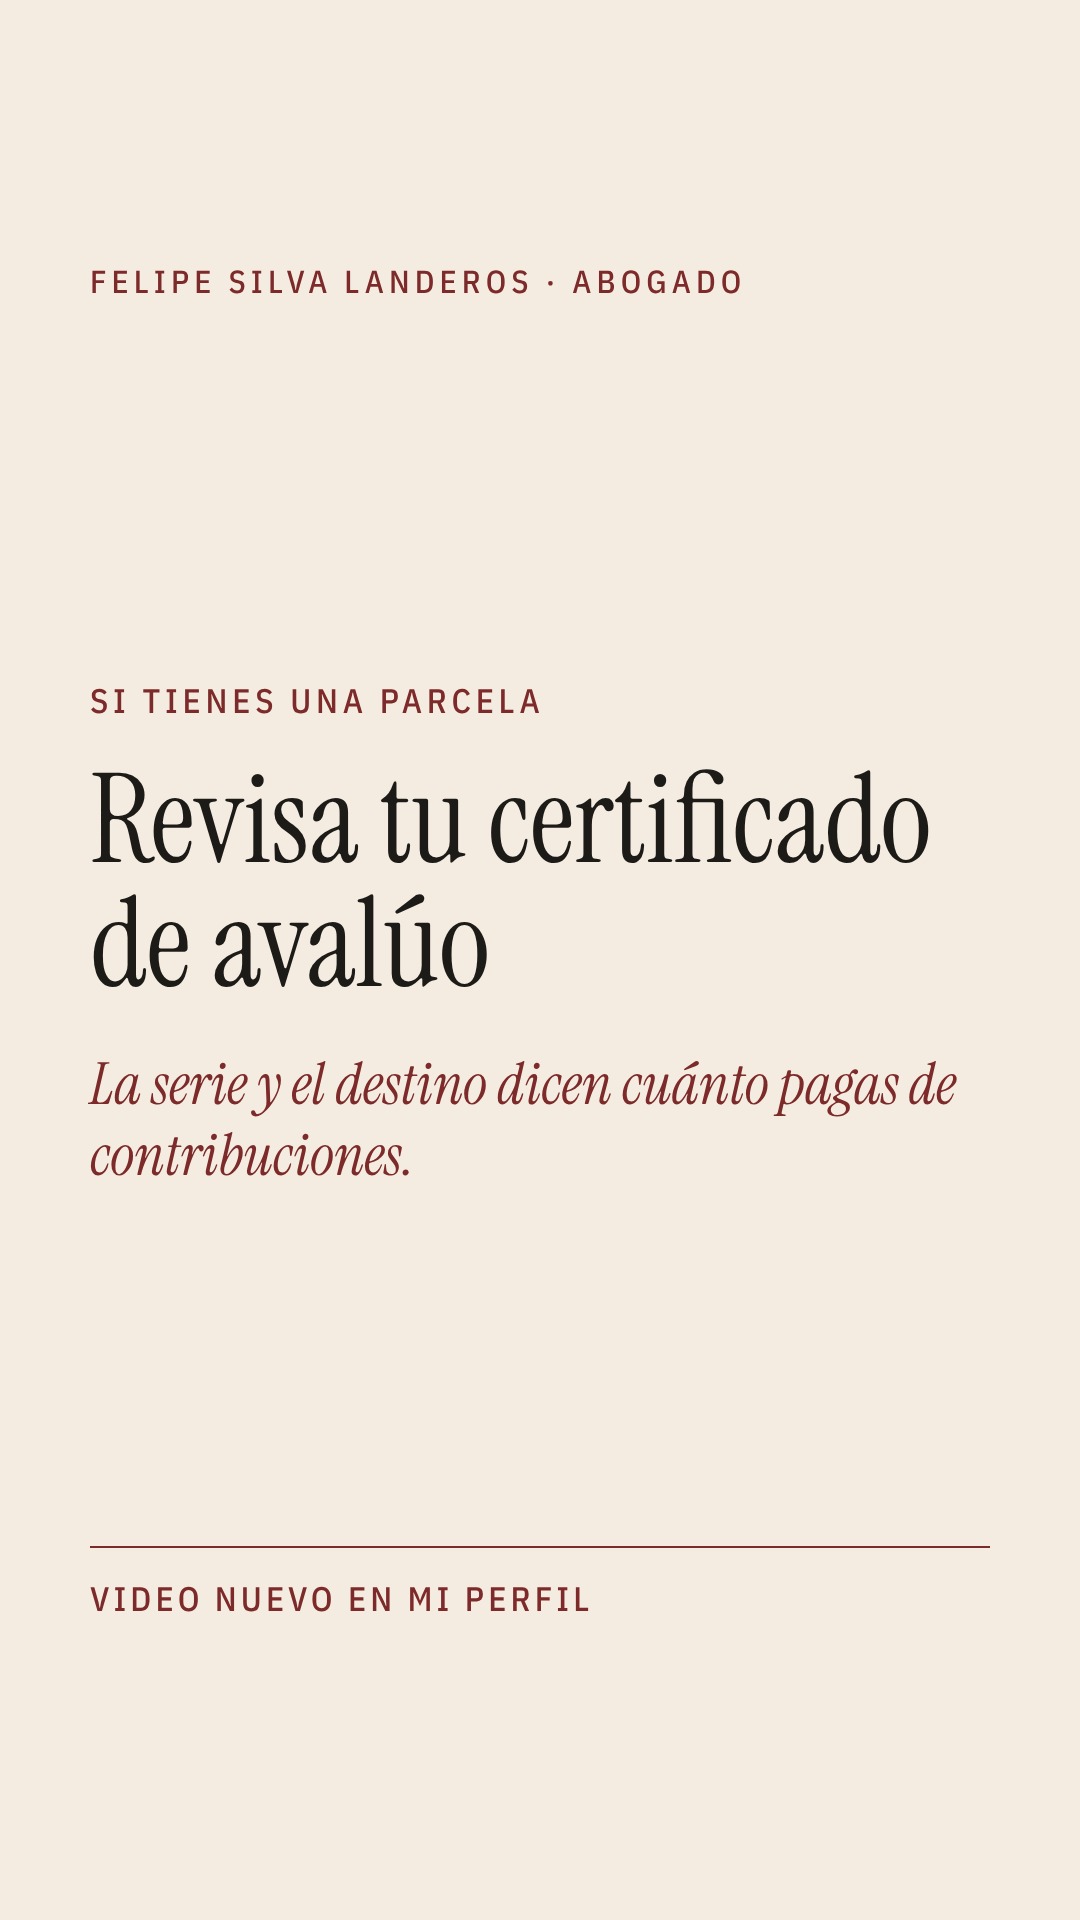 FELIPE SILVA LANDEROS · ABOGADO
SI TIENES UNA PARCELA
Revisa tu certificado
de avalúo
La serie y el destino dicen cuánto pagas de
contribuciones.
VIDEO NUEVO EN MI PERFIL